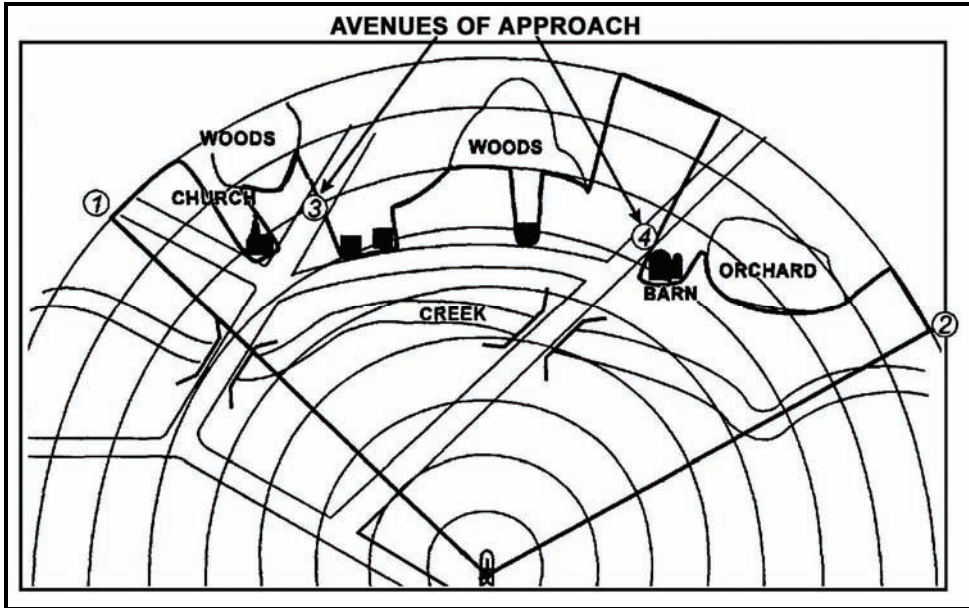 AVENUES OF APPROACH
WOODS
WOODS
1
CHURCH
3
4
ORCHARD
BARN
CREEK
2